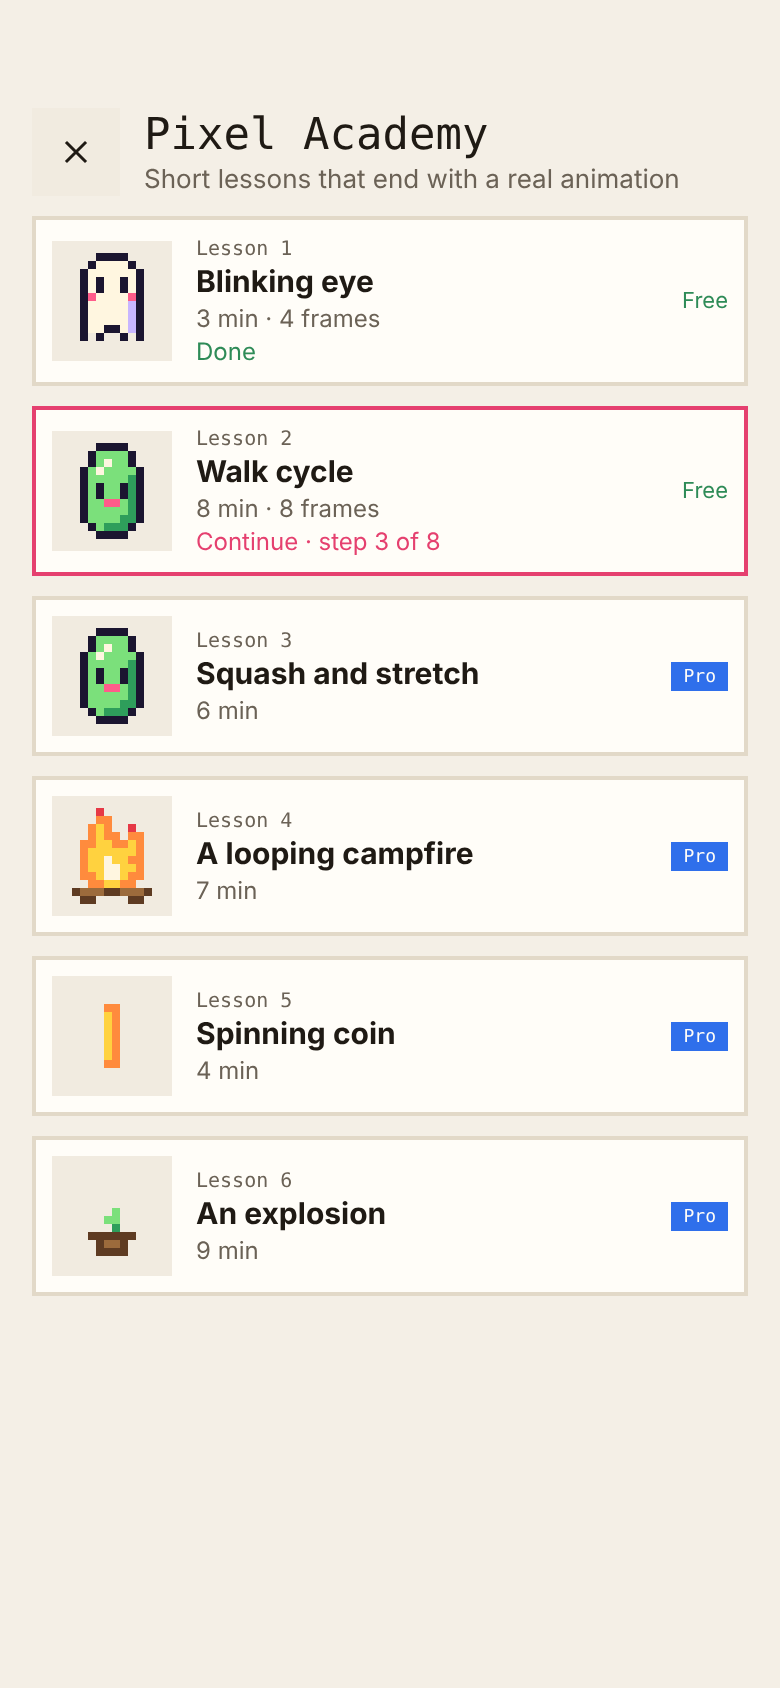 Pixel Academy
Short lessons that end with a real animation
Lesson 1
Blinking eye
3 min · 4 frames
Done
Free
Lesson 2
Walk cycle
8 min · 8 frames
Continue · step 3 of 8
Free
Lesson 3
Squash and stretch
6 min
Pro
Lesson 4
A looping campfire
7 min
Pro
Lesson 5
Spinning coin
4 min
Pro
Lesson 6
An explosion
9 min
Pro